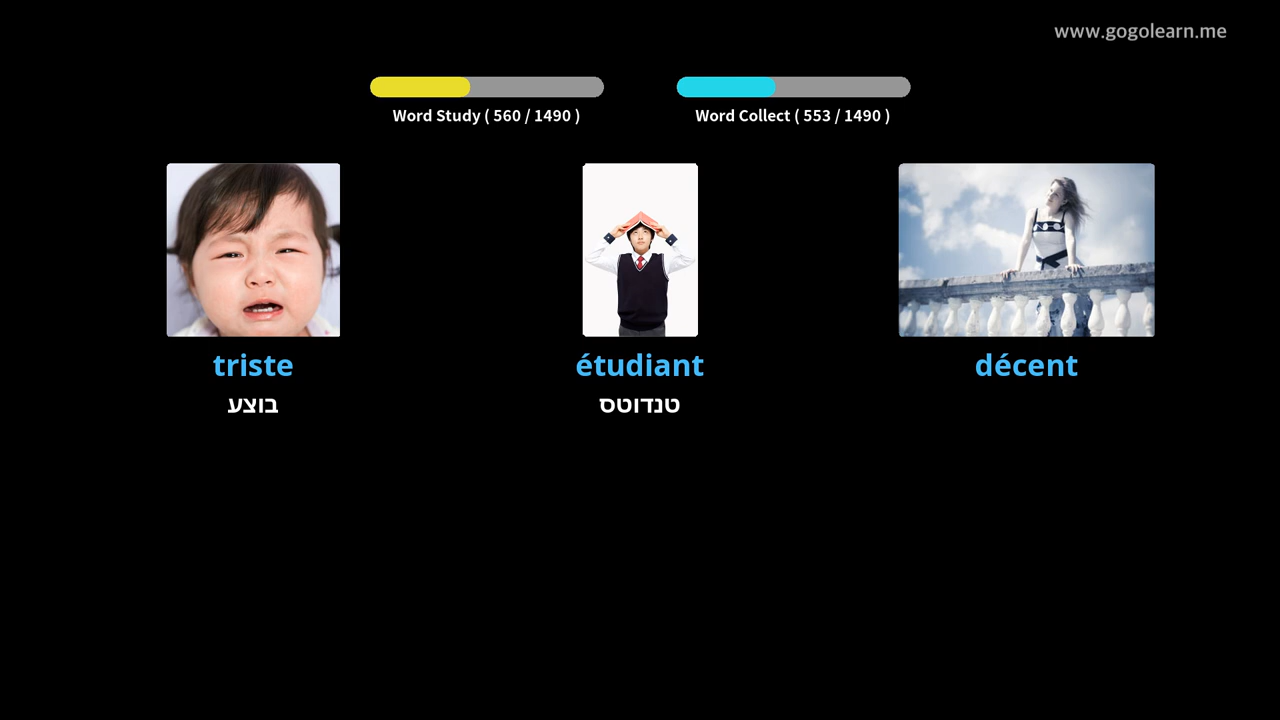 www.gogolearn.me
Word Study ( 560 / 1490 )
Word Collect ( 553 / 1490 )
triste
בוצע
étudiant
טנדוטס
décent